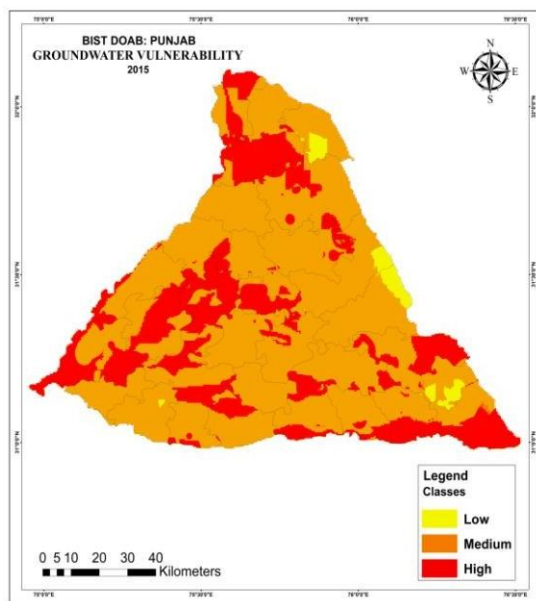 BIST DOAB: PUNJAB
GROUNDWATER VULNERABILITY
2015
N
W E
S
Legend
Classes
Low
Medium
High
0 5 10 20 30 40
Kilometers